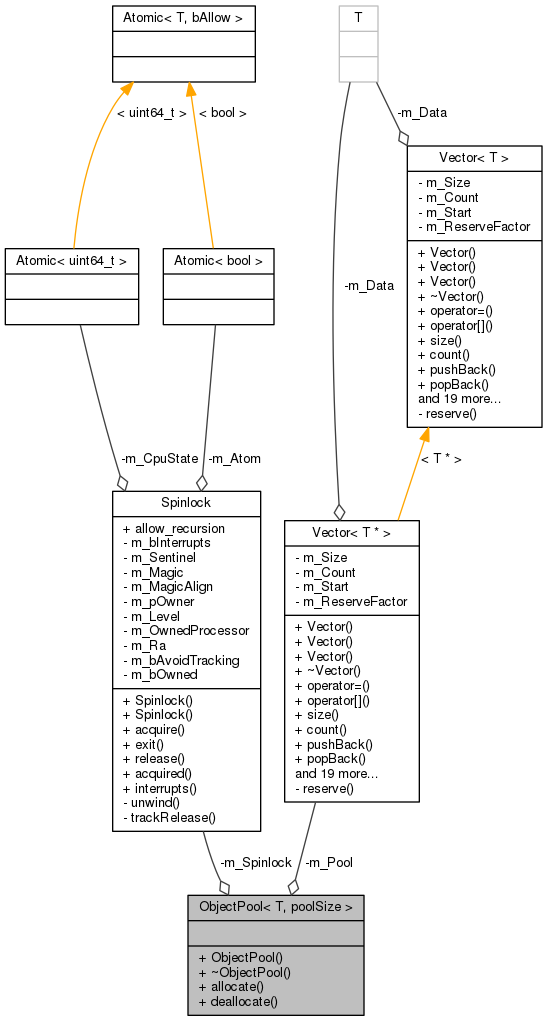 Atomic< T, bAllow >
T
< uint64_t >
< bool >
-m_Data
Vector< T >
- m_Size
- m_Count
- m_Start
- m_ReserveFactor
+ Vector()
+ Vector()
+ Vector()
+ ~Vector()
+ operator=()
+ operator[]()
+ size()
+ count()
+ pushBack()
+ popBack()
and 19 more...
- reserve()
Atomic< uint64_t >
Atomic< bool >
-m_Data
-m_CpuState
-m_Atom
< T * >
Spinlock
+ allow_recursion
- m_bInterrupts
- m_Sentinel
- m_Magic
- m_MagicAlign
- m_pOwner
- m_Level
- m_OwnedProcessor
- m_Ra
- m_bAvoidTracking
- m_bOwned
+ Spinlock()
+ Spinlock()
+ acquire()
+ exit()
+ release()
+ acquired()
+ interrupts()
- unwind()
- trackRelease()
Vector< T * >
- m_Size
- m_Count
- m_Start
- m_ReserveFactor
+ Vector()
+ Vector()
+ Vector()
+ ~Vector()
+ operator=()
+ operator[]()
+ size()
+ count()
+ pushBack()
+ popBack()
and 19 more...
- reserve()
-m_Spinlock
-m_Pool
ObjectPool< T, poolSize >
+ ObjectPool()
+ ~ObjectPool()
+ allocate()
+ deallocate()